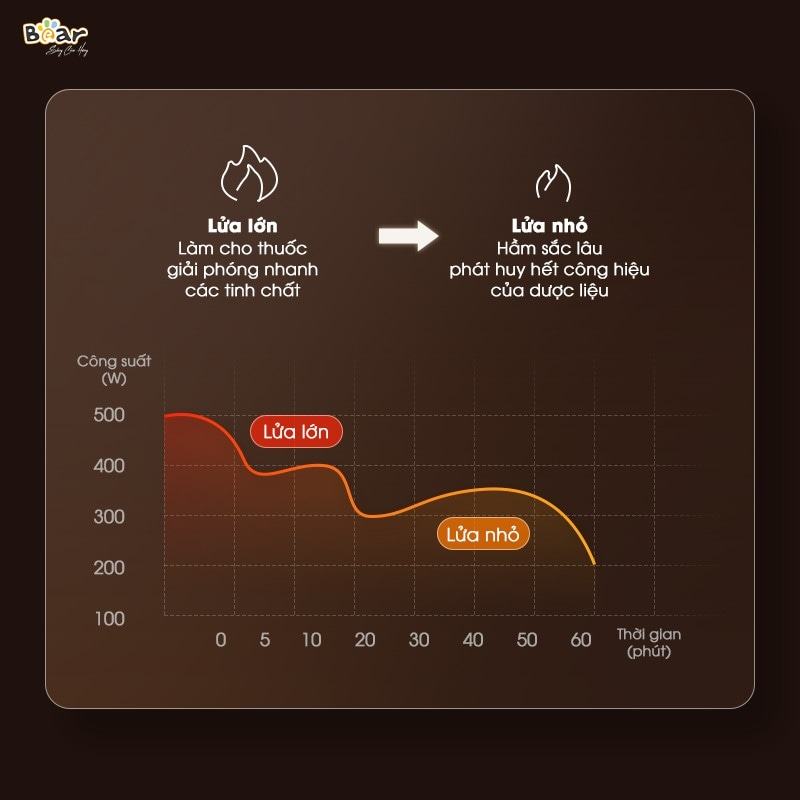 Bear
Lửa lớn
Làm cho thuốc
giải phóng nhanh
các tinh chất
Lửa nhỏ
Hầm sắc lâu
phát huy hết công hiệu
của dược liệu
Công suất
(W)
500
400
300
200
100
Lửa lớn
Lửa nhỏ
0 5 10 20 30 40 50 60
Thời gian
(phút)